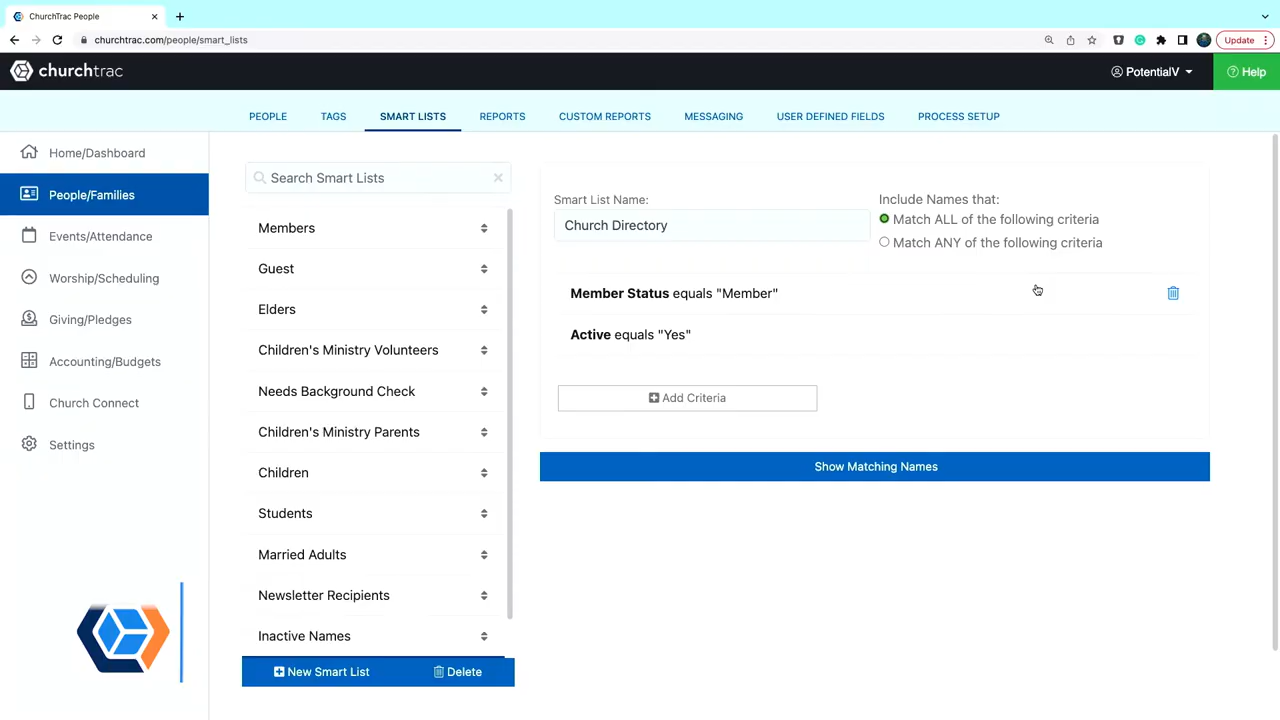 ChurchTrac People
churchtrac.com/people/smart_lists
Update
churchtrac
PotentialV
Help
PEOPLE
TAGS
SMART LISTS
REPORTS
CUSTOM REPORTS
MESSAGING
USER DEFINED FIELDS
PROCESS SETUP
Home/Dashboard
People/Families
Events/Attendance
Worship/Scheduling
Giving/Pledges
Accounting/Budgets
Church Connect
Settings
Search Smart Lists
Members
Guest
Elders
Children's Ministry Volunteers
Needs Background Check
Children's Ministry Parents
Children
Students
Married Adults
Newsletter Recipients
Inactive Names
New Smart List
Delete
Smart List Name:
Church Directory
Include Names that:
Match ALL of the following criteria
Match ANY of the following criteria
Member Status equals "Member"
Active equals "Yes"
Add Criteria
Show Matching Names